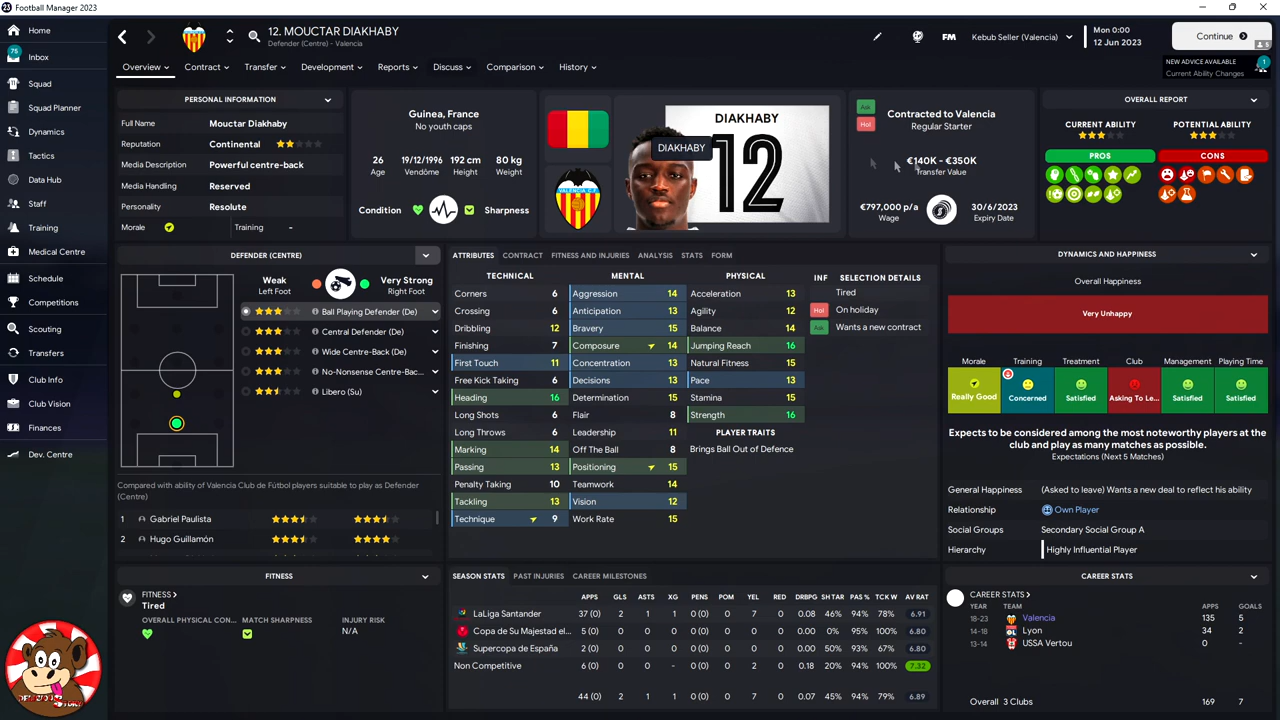 23 Football Manager 2023
Home
75
Inbox
Squad
Squad Planner
Dynamics
Tactics
Data Hub
Staff
Training
Medical Centre
Schedule
Competitions
Scouting
Transfers
Club Info
Club Vision
Finances
Dev. Centre
12. MOUCTAR DIAKHABY
Defender (Centre) - Valencia
FM
Kebub Seller (Valencia)
Mon 0:00
12 Jun 2023
Continue
5
NEW ADVICE AVAILABLE
Current Ability Changes
1
Overview
Contract
Transfer
Development
Reports
Discuss
Comparison
History
PERSONAL INFORMATION
Full Name Mouctar Diakhaby
Reputation Continental
Media Description Powerful centre-back
Media Handling Reserved
Personality Resolute
Morale
Training -
Guinea, France
No youth caps
26 19/12/1996 192 cm 80 kg
Age Vendôme Height Weight
Condition Sharpness
DIAKHABY
12
DIAKHABY
Ask
Hol
Contracted to Valencia
Regular Starter
€140K - €350K
Transfer Value
€797,000 p/a
Wage
30/6/2023
Expiry Date
OVERALL REPORT
CURRENT ABILITY
POTENTIAL ABILITY
PROS
CONS
DEFENDER (CENTRE)
Weak
Left Foot
Very Strong
Right Foot
Ball Playing Defender (De)
Central Defender (De)
Wide Centre-Back (De)
No-Nonsense Centre-Bac...
Libero (Su)
Compared with ability of Valencia Club de Fútbol players suitable to play as Defender
(Centre)
1 Gabriel Paulista
2 Hugo Guillamón
ATTRIBUTES CONTRACT FITNESS AND INJURIES ANALYSIS STATS FORM
TECHNICAL
Corners 6
Crossing 6
Dribbling 12
Finishing 7
First Touch 11
Free Kick Taking 6
Heading 16
Long Shots 6
Long Throws 6
Marking 14
Passing 13
Penalty Taking 10
Tackling 13
Technique 9
MENTAL
Aggression 14
Anticipation 13
Bravery 15
Composure 14
Concentration 13
Decisions 13
Determination 15
Flair 8
Leadership 11
Off The Ball 8
Positioning 15
Teamwork 14
Vision 12
Work Rate 15
PHYSICAL
Acceleration 13
Agility 12
Balance 14
Jumping Reach 16
Natural Fitness 15
Pace 13
Stamina 15
Strength 16
PLAYER TRAITS
Brings Ball Out of Defence
INF SELECTION DETAILS
Tired
Hol On holiday
Ask Wants a new contract
DYNAMICS AND HAPPINESS
Overall Happiness
Very Unhappy
Morale Training Treatment Club Management Playing Time
Really Good Concerned Satisfied Asking To Le... Satisfied Satisfied
Expects to be considered among the most noteworthy players at the
club and play as many matches as possible.
Expectations (Next 5 Matches)
General Happiness (Asked to leave) Wants a new deal to reflect his ability
Relationship Own Player
Social Groups Secondary Social Group A
Hierarchy Highly Influential Player
FITNESS
FITNESS
Tired
OVERALL PHYSICAL CON... MATCH SHARPNESS INJURY RISK
N/A
SEASON STATS PAST INJURIES CAREER MILESTONES
APPS GLS ASTS XG PENS POM YEL RED DRBPG SH TAR PAS % TCK W AV RAT
LaLiga Santander 37 (0) 2 1 1 0 (0) 0 7 0 0.08 46% 94% 78% 6.91
Copa de Su Majestad el... 5 (0) 0 0 0 0 (0) 0 0 0 0.00 0% 95% 100% 6.80
Supercopa de España 2 (0) 0 0 0 0 (0) 0 0 0 0.00 50% 93% 67% 6.80
Non Competitive 6 (0) 0 0 - 0 (0) 0 2 0 0.18 20% 94% 100% 7.32
44 (0) 2 1 1 0 (0) 0 7 0 0.07 45% 94% 79% 6.89
CAREER STATS
CAREER STATS
YEAR TEAM APPS GOALS
18-23 Valencia 135 5
14-18 Lyon 34 2
13-14 USSA Vertou 0 -
Overall 3 Clubs 169 7